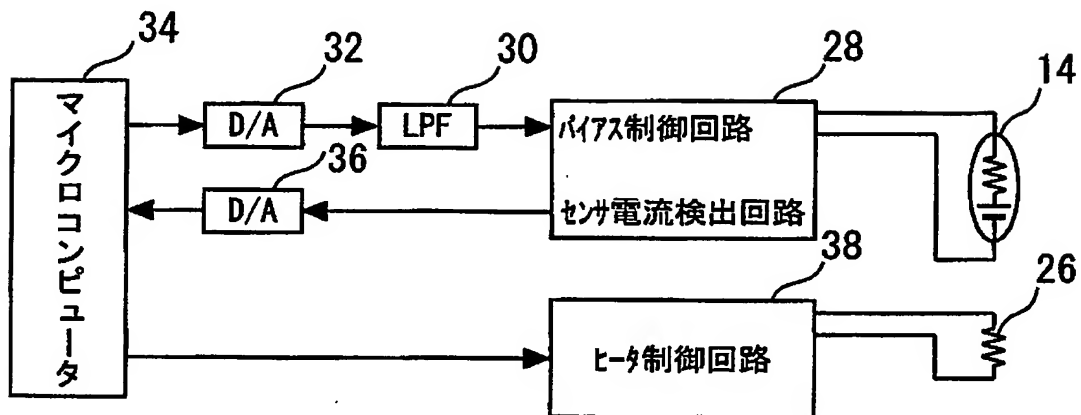 34
32
30
28
14
マイクロコンピュータ
D/A
LPF
バイアス制御回路
36
D/A
センサ電流検出回路
38
26
ヒータ制御回路